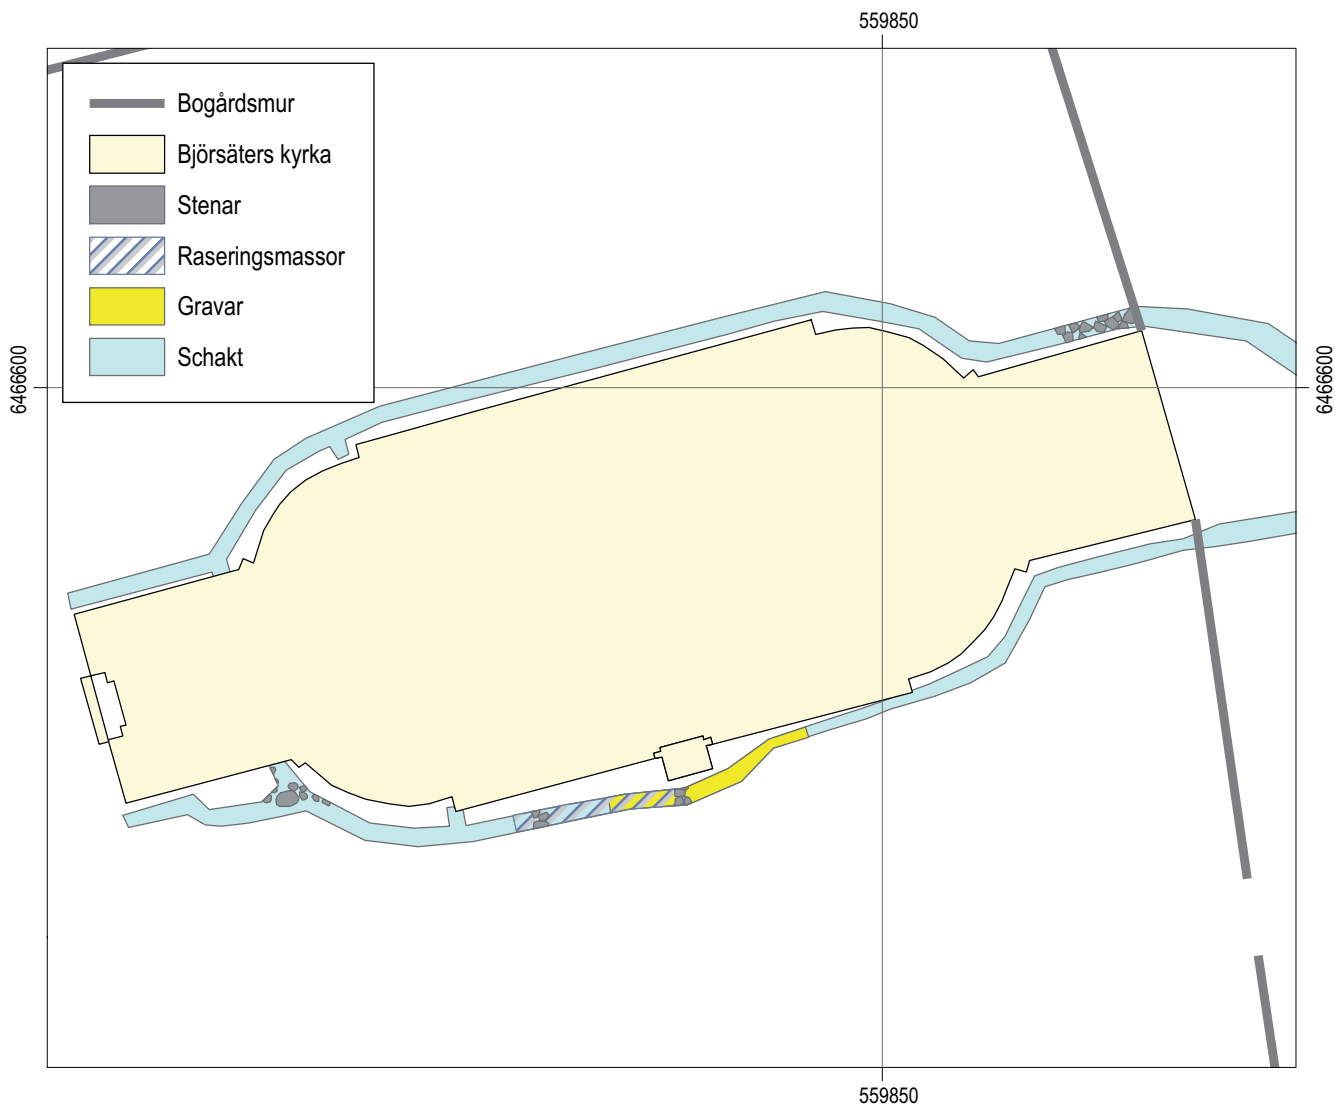 559850
Bogårdsmur
Björsäters kyrka
Stenar
Raseringsmassor
Gravar
Schakt
6466600
6466600
559850